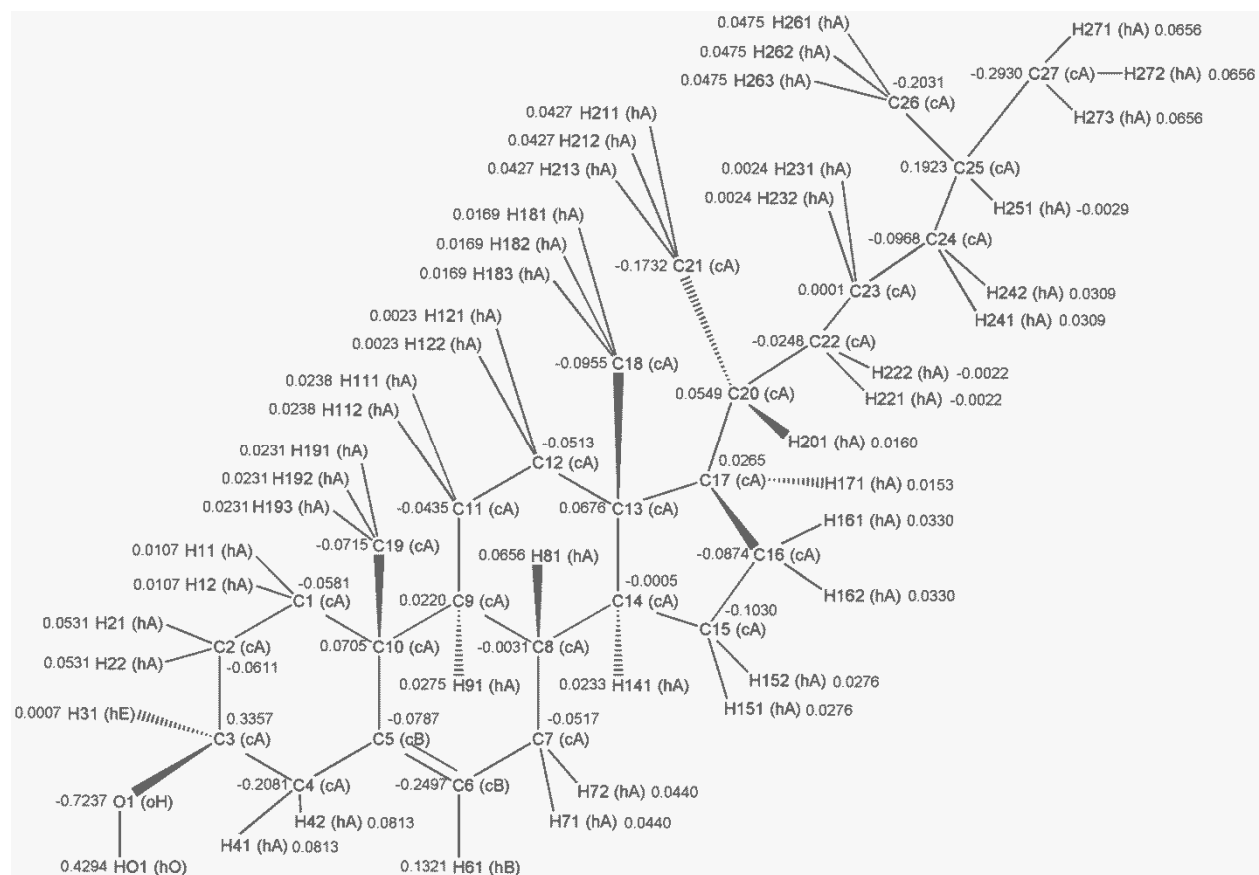 0.0475 H261 (hA)
H271 (hA) 0.0656
0.0475 H262 (hA)
-0.2031
-0.2930 C27 (cA)
H272 (hA) 0.0656
0.0475 H263 (hA)
C26 (cA)
0.0427 H211 (hA)
H273 (hA) 0.0656
0.0427 H212 (hA)
0.0427 H213 (hA)
0.0024 H231 (hA)
0.1923 C25 (cA)
0.0024 H232 (hA)
H251 (hA) -0.0029
0.0169 H181 (hA)
-0.0968 C24 (cA)
0.0169 H182 (hA)
0.0169 H183 (hA)
-0.1732 C21 (cA)
0.0001 C23 (cA)
H242 (hA) 0.0309
0.0023 H121 (hA)
H241 (hA) 0.0309
0.0023 H122 (hA)
-0.0248 C22 (cA)
-0.0955 C18 (cA)
H222 (hA) -0.0022
0.0238 H111 (hA)
0.0549 C20 (cA)
H221 (hA) -0.0022
0.0238 H112 (hA)
-0.0513
H201 (hA) 0.0160
0.0231 H191 (hA)
C12 (cA)
0.0265
0.0231 H192 (hA)
C17 (cA)
H171 (hA) 0.0153
0.0231 H193 (hA)
-0.0435 C11 (cA)
0.0676 C13 (cA)
H161 (hA) 0.0330
-0.0715 C19 (cA)
0.0107 H11 (hA)
0.0656 H81 (hA)
-0.0874 C16 (cA)
0.0107 H12 (hA)
-0.0581
-0.0005
H162 (hA) 0.0330
C1 (cA)
0.0220 C9 (cA)
C14 (cA)
-0.1030
0.0531 H21 (hA)
C15 (cA)
C2 (cA)
0.0705 C10 (cA)
-0.0031 C8 (cA)
0.0531 H22 (hA)
-0.0611
H91 (hA)
0.0275
0.0233 H141 (hA)
H152 (hA) 0.0276
H151 (hA) 0.0276
0.0007 H31 (hE)
0.3357
-0.0787
-0.0517
C3 (cA)
C5 (cB)
C7 (cA)
-0.2081 C4 (cA)
-0.2497 C6 (cB)
H72 (hA) 0.0440
-0.7237 O1 (oH)
H42 (hA) 0.0813
H71 (hA) 0.0440
H41 (hA) 0.0813
0.4294 HO1 (hO)
0.1321 H61 (hB)